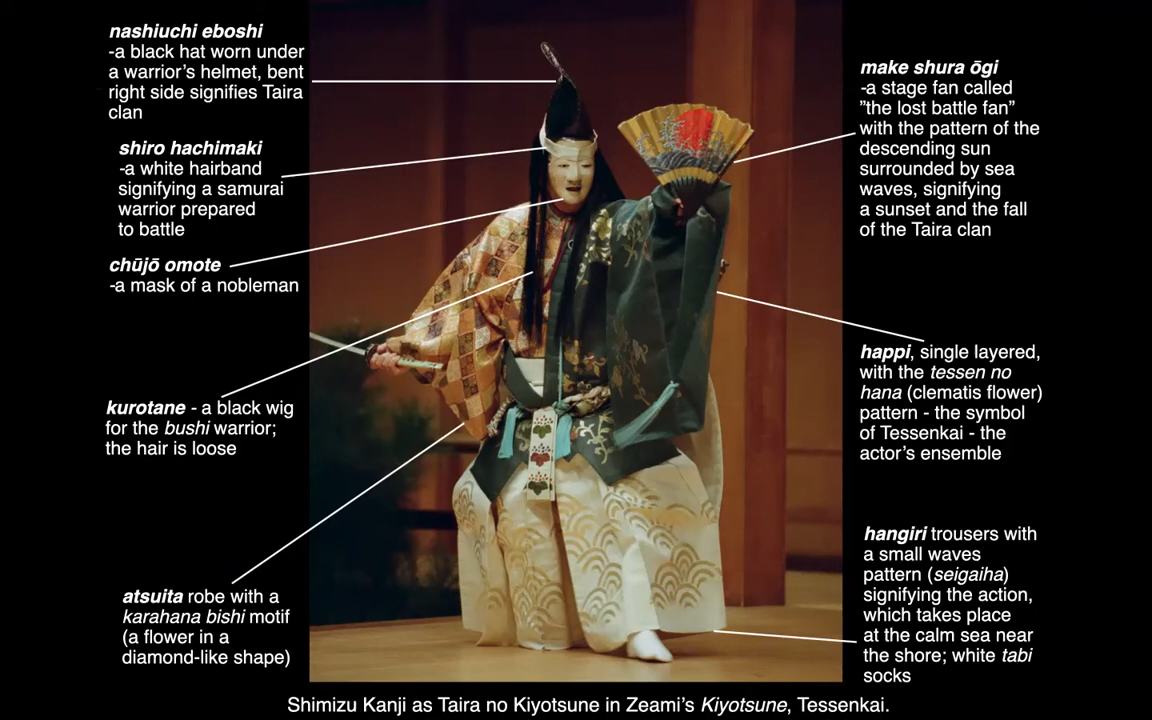 nashiuchi eboshi
-a black hat worn under
a warrior's helmet, bent
right side signifies Taira
clan
shiro hachimaki
-a white hairband
signifying a samurai
warrior prepared
to battle
chūjō omote
-a mask of a nobleman
kurotane - a black wig
for the bushi warrior;
the hair is loose
atsuita robe with a
karahana bishi motif
(a flower in a
diamond-like shape)
make shura ōgi
-a stage fan called
”the lost battle fan”
with the pattern of the
descending sun
surrounded by sea
waves, signifying
a sunset and the fall
of the Taira clan
happi, single layered,
with the tessen no
hana (clematis flower)
pattern - the symbol
of Tessenkai - the
actor's ensemble
hangiri trousers with
a small waves
pattern (seigaiha)
signifying the action,
which takes place
at the calm sea near
the shore; white tabi
socks
Shimizu Kanji as Taira no Kiyotsune in Zeami's Kiyotsune, Tessenkai.